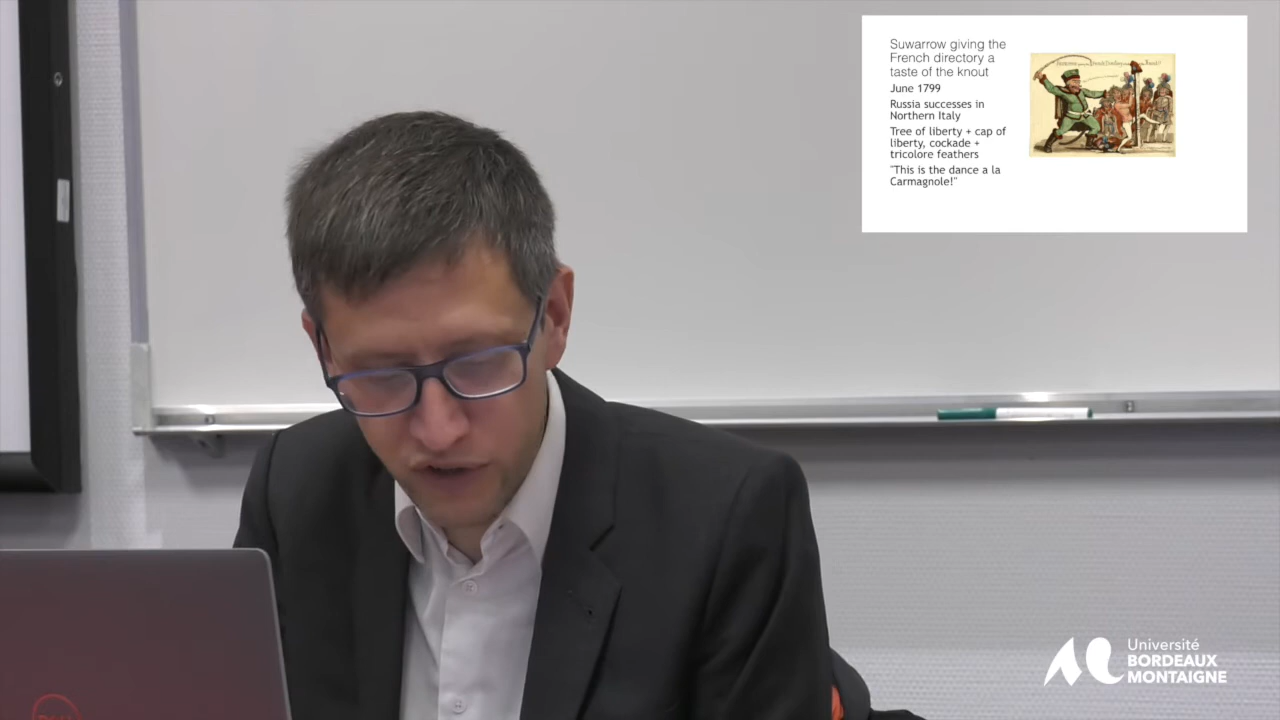 Suwarrow giving the
French directory a
taste of the knout
June 1799
Russia successes in
Northern Italy
Tree of liberty + cap of
liberty, cockade +
tricolore feathers
"This is the dance a la
Carmagnole!"
Université
BORDEAUX
MONTAIGNE